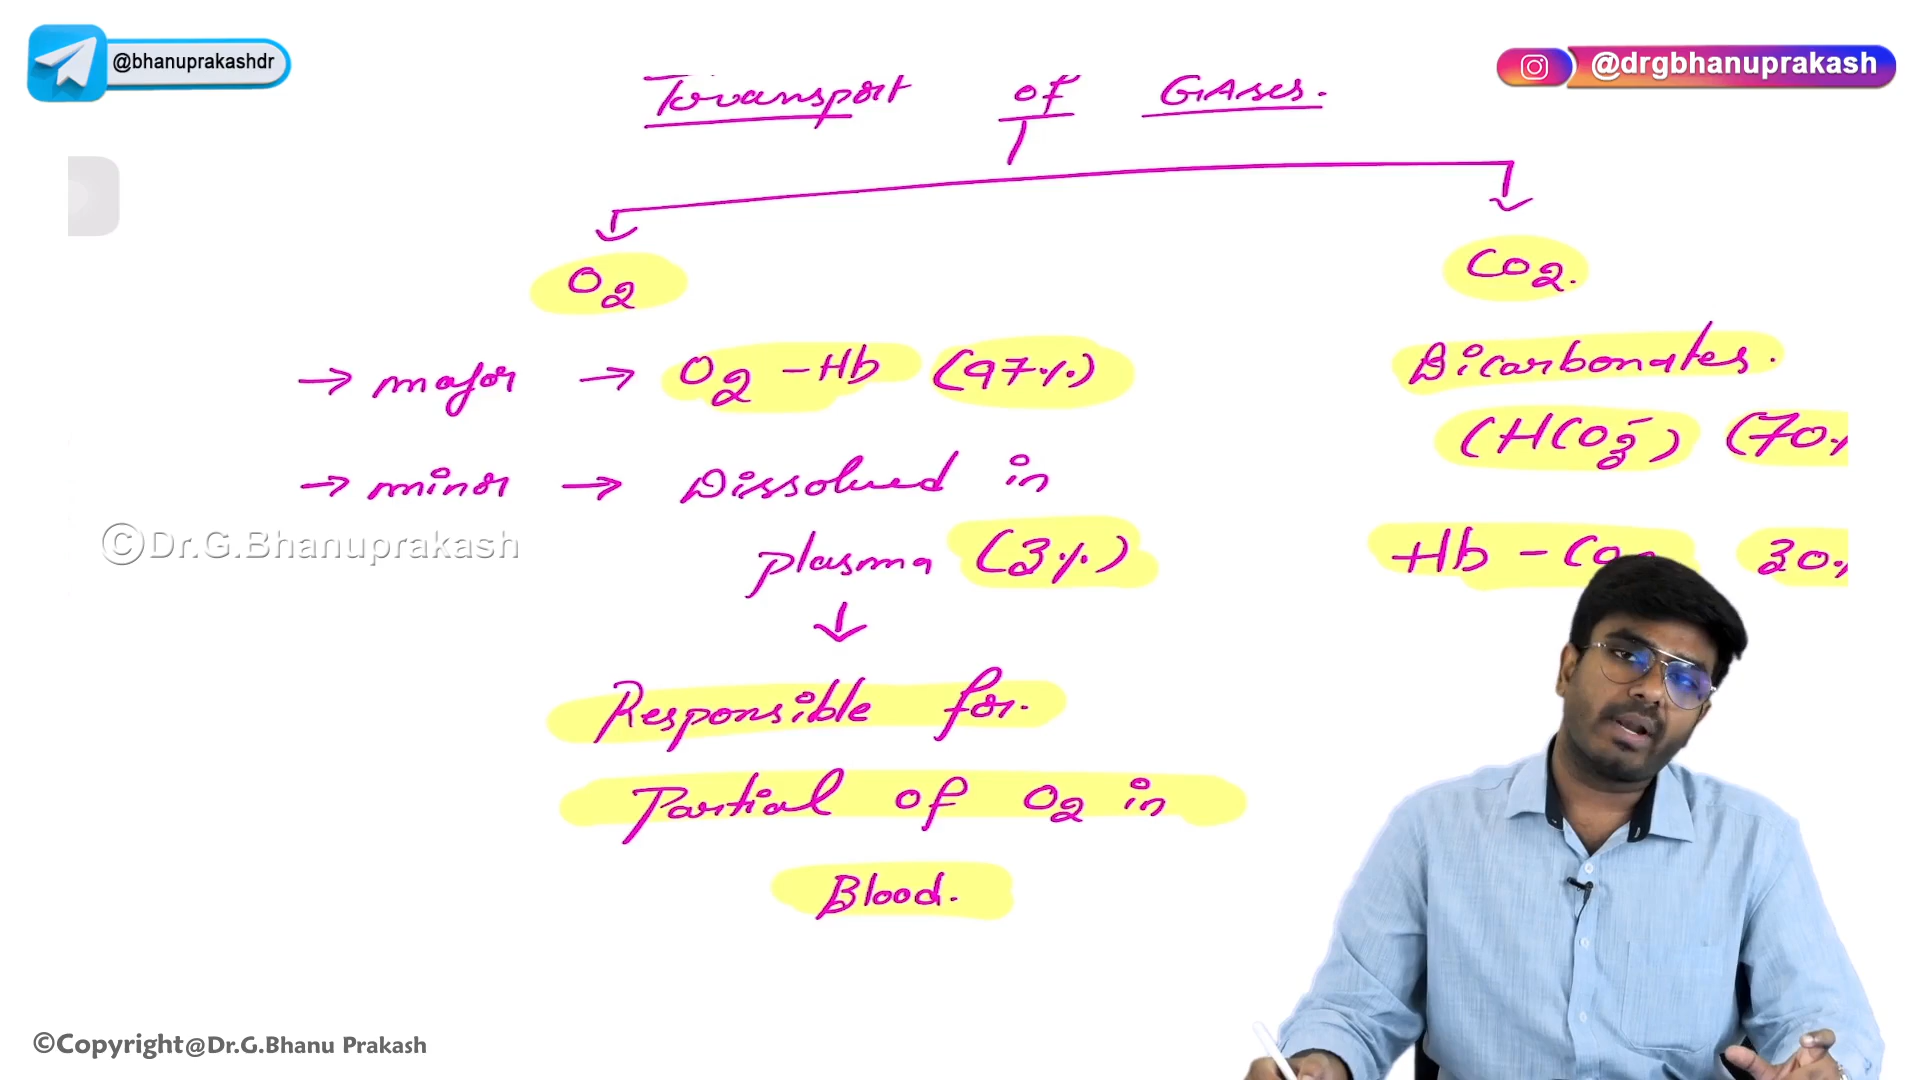 @bhanuprakashdr
@drgbhanuprakash
Transport of GAses.
O2
CO2.
→ major → O2 - Hb (97%)
Bicarbonates.
(HCO3-) (70%
→ minor → Dissolved in
plasma (3%)
Hb - CO2 30%
©Dr.G.Bhanuprakash
Responsible for.
Partial of O2 in
Blood.
©Copyright@Dr.G.Bhanu Prakash